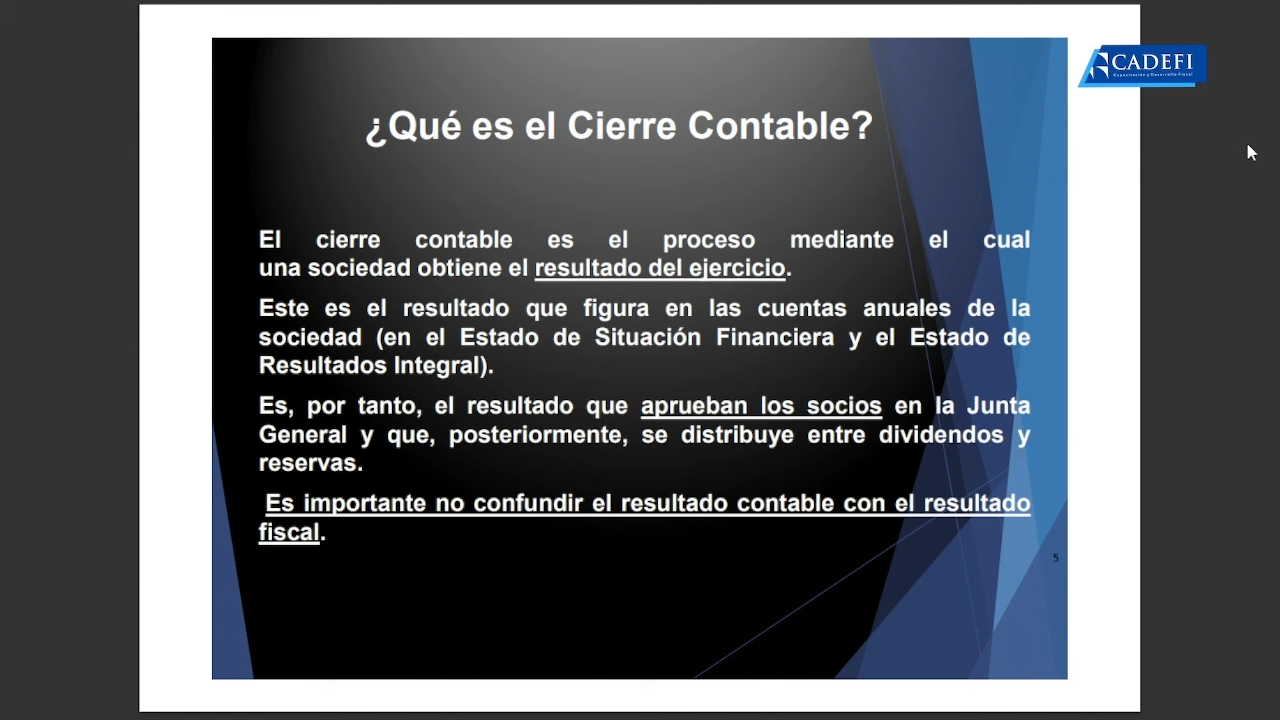 CADEFI
Capacitación y Desarrollo Fiscal
¿Qué es el Cierre Contable?
El cierre contable es el proceso mediante el cual
una sociedad obtiene el resultado del ejercicio.
Este es el resultado que figura en las cuentas anuales de la
sociedad (en el Estado de Situación Financiera y el Estado de
Resultados Integral).
Es, por tanto, el resultado que aprueban los socios en la Junta
General y que, posteriormente, se distribuye entre dividendos y
reservas.
Es importante no confundir el resultado contable con el resultado
fiscal.
5